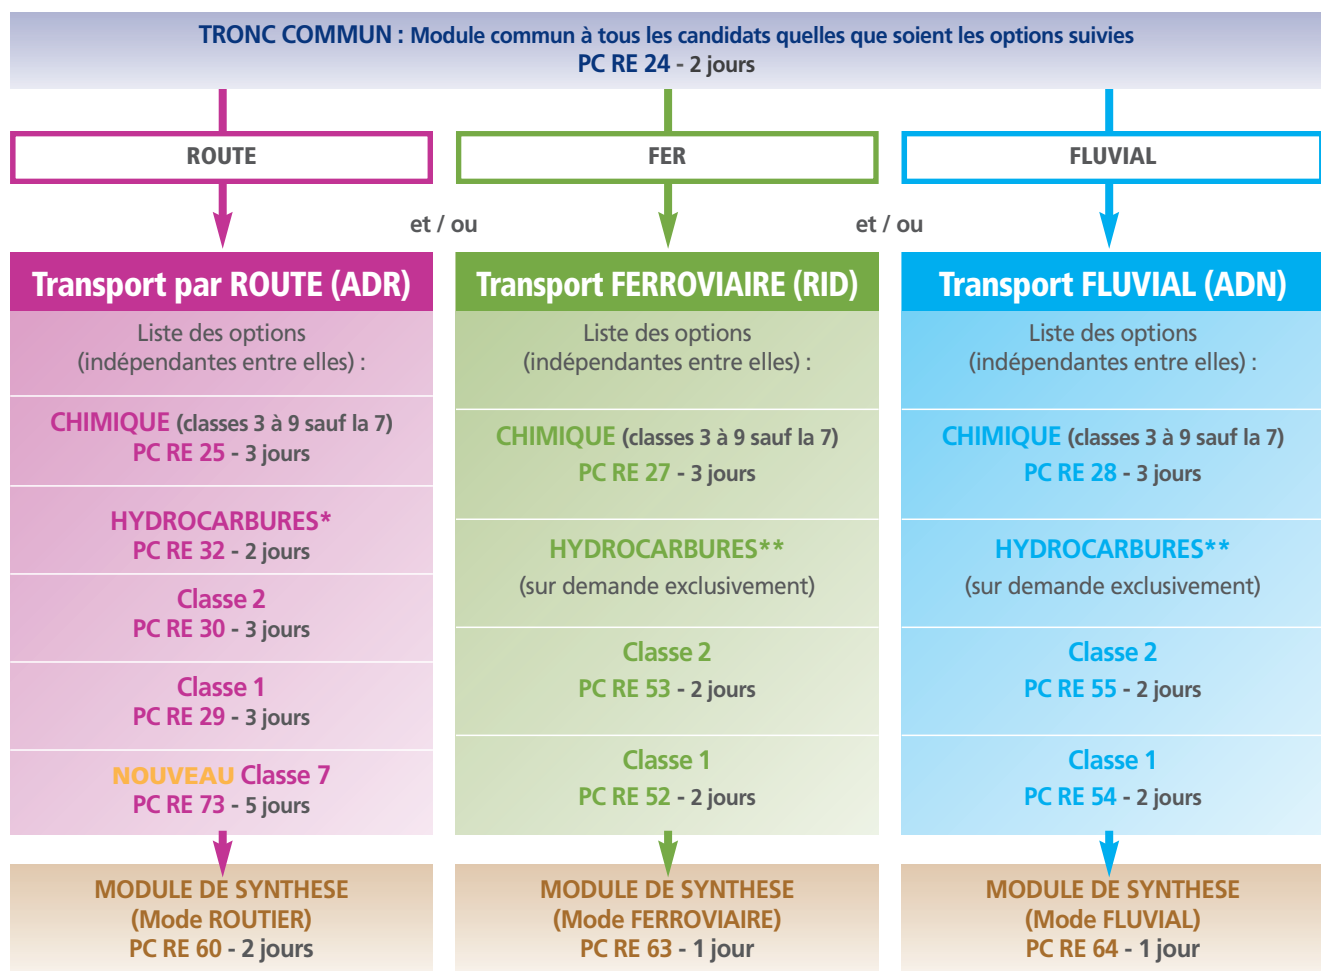 TRONC COMMUN : Module commun à tous les candidats quelles que soient les options suivies
PC RE 24 - 2 jours
ROUTE
FER
FLUVIAL
et / ou
et / ou
Transport par ROUTE (ADR)
Liste des options
(indépendantes entre elles) :
CHIMIQUE (classes 3 à 9 sauf la 7)
PC RE 25 - 3 jours
HYDROCARBURES*
PC RE 32 - 2 jours
Classe 2
PC RE 30 - 3 jours
Classe 1
PC RE 29 - 3 jours
NOUVEAU Classe 7
PC RE 73 - 5 jours
MODULE DE SYNTHESE
(Mode ROUTIER)
PC RE 60 - 2 jours
Transport FERROVIAIRE (RID)
Liste des options
(indépendantes entre elles) :
CHIMIQUE (classes 3 à 9 sauf la 7)
PC RE 27 - 3 jours
HYDROCARBURES**
(sur demande exclusivement)
Classe 2
PC RE 53 - 2 jours
Classe 1
PC RE 52 - 2 jours
MODULE DE SYNTHESE
(Mode FERROVIAIRE)
PC RE 63 - 1 jour
Transport FLUVIAL (ADN)
Liste des options
(indépendantes entre elles) :
CHIMIQUE (classes 3 à 9 sauf la 7)
PC RE 28 - 3 jours
HYDROCARBURES**
(sur demande exclusivement)
Classe 2
PC RE 55 - 2 jours
Classe 1
PC RE 54 - 2 jours
MODULE DE SYNTHESE
(Mode FLUVIAL)
PC RE 64 - 1 jour